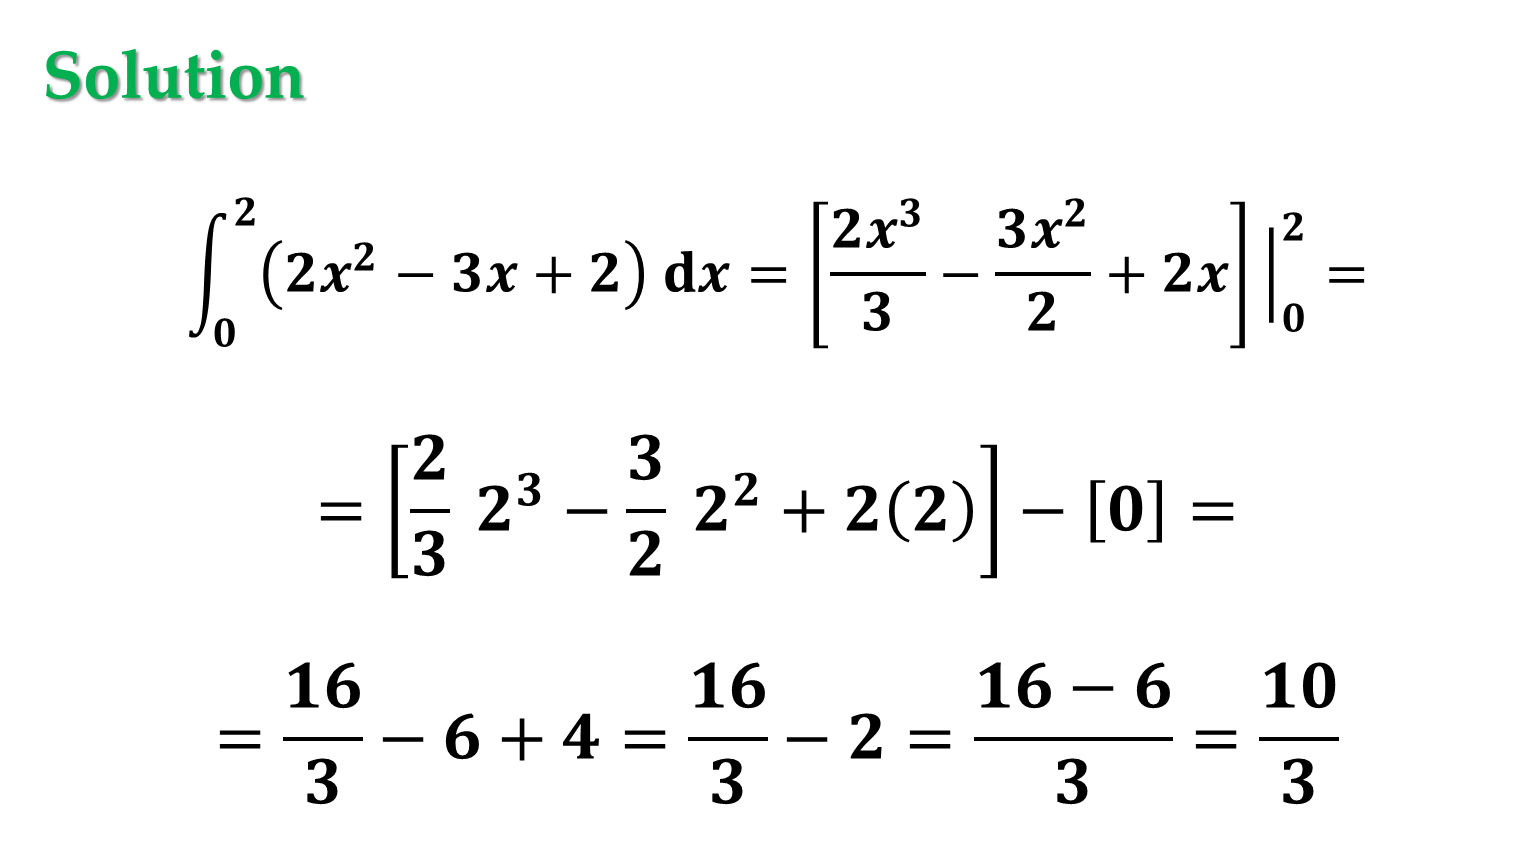 Solution
∫₀² (2x² − 3x + 2) dx = [2x³/3 − 3x²/2 + 2x] |₀² =
= [2/3 2³ − 3/2 2² + 2(2)] − [0] =
= 16/3 − 6 + 4 = 16/3 − 2 = (16 − 6)/3 = 10/3